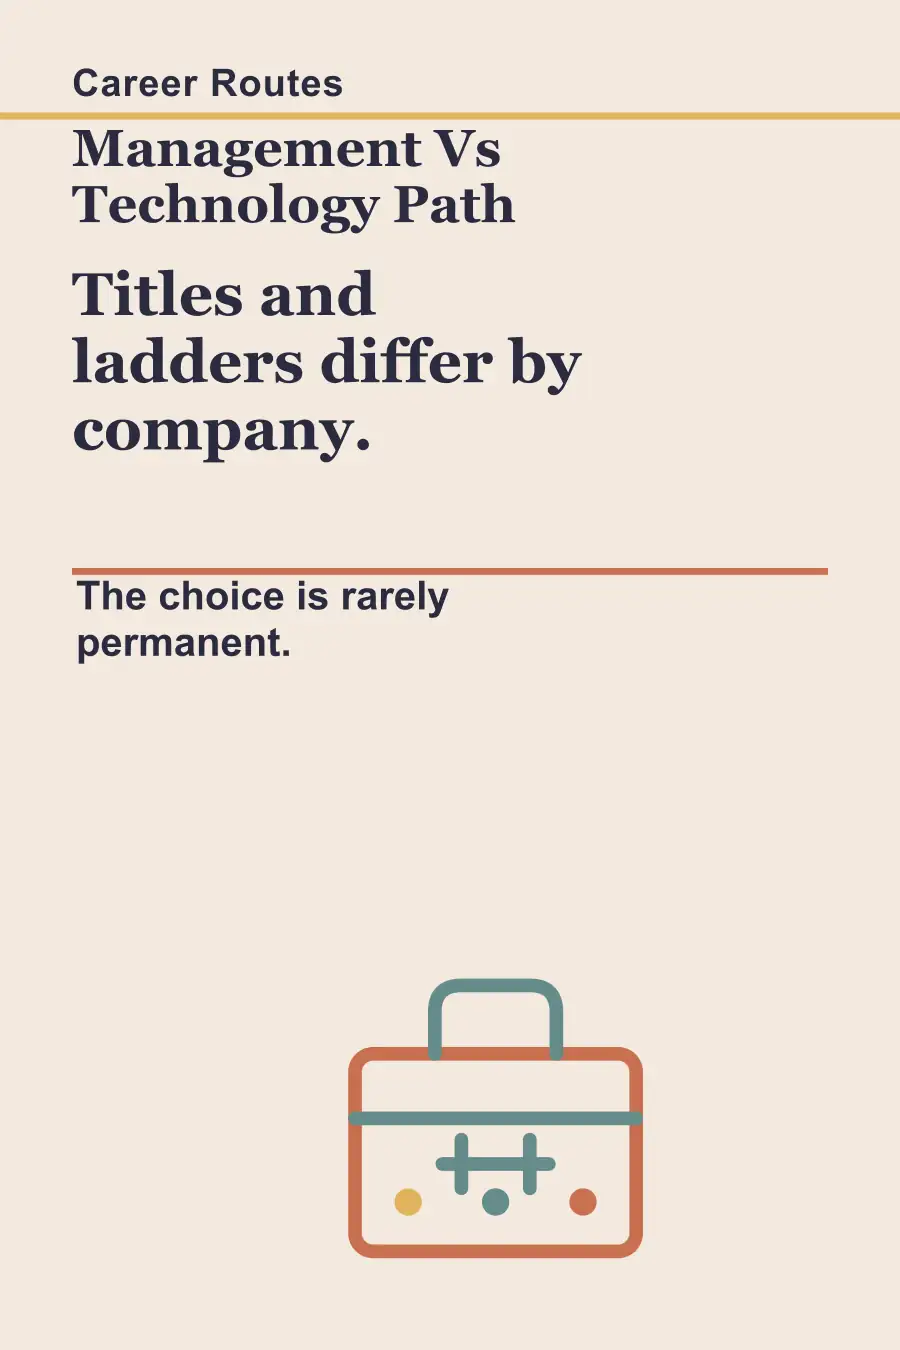 Career Routes
Management Vs
Technology Path
Titles and
ladders differ by
company.
The choice is rarely
permanent.